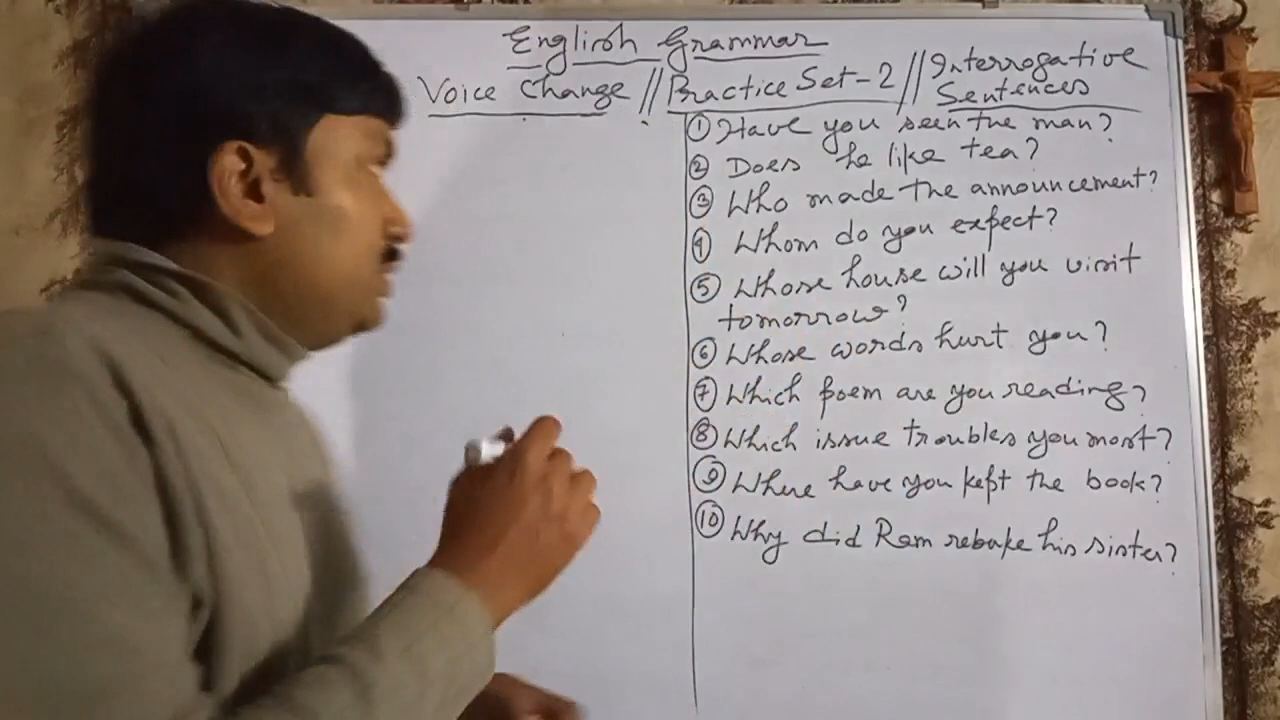 English Grammar
Voice Change // Practice Set-2 // Interrogative Sentences
① Have you seen the man?
② Does he like tea?
③ Who made the announcement?
④ Whom do you expect?
⑤ Whose house will you visit
tomorrow?
⑥ Whose words hurt you?
⑦ Which poem are you reading?
⑧ Which issue troubles you most?
⑨ Where have you kept the book?
⑩ Why did Ram rebuke his sister?